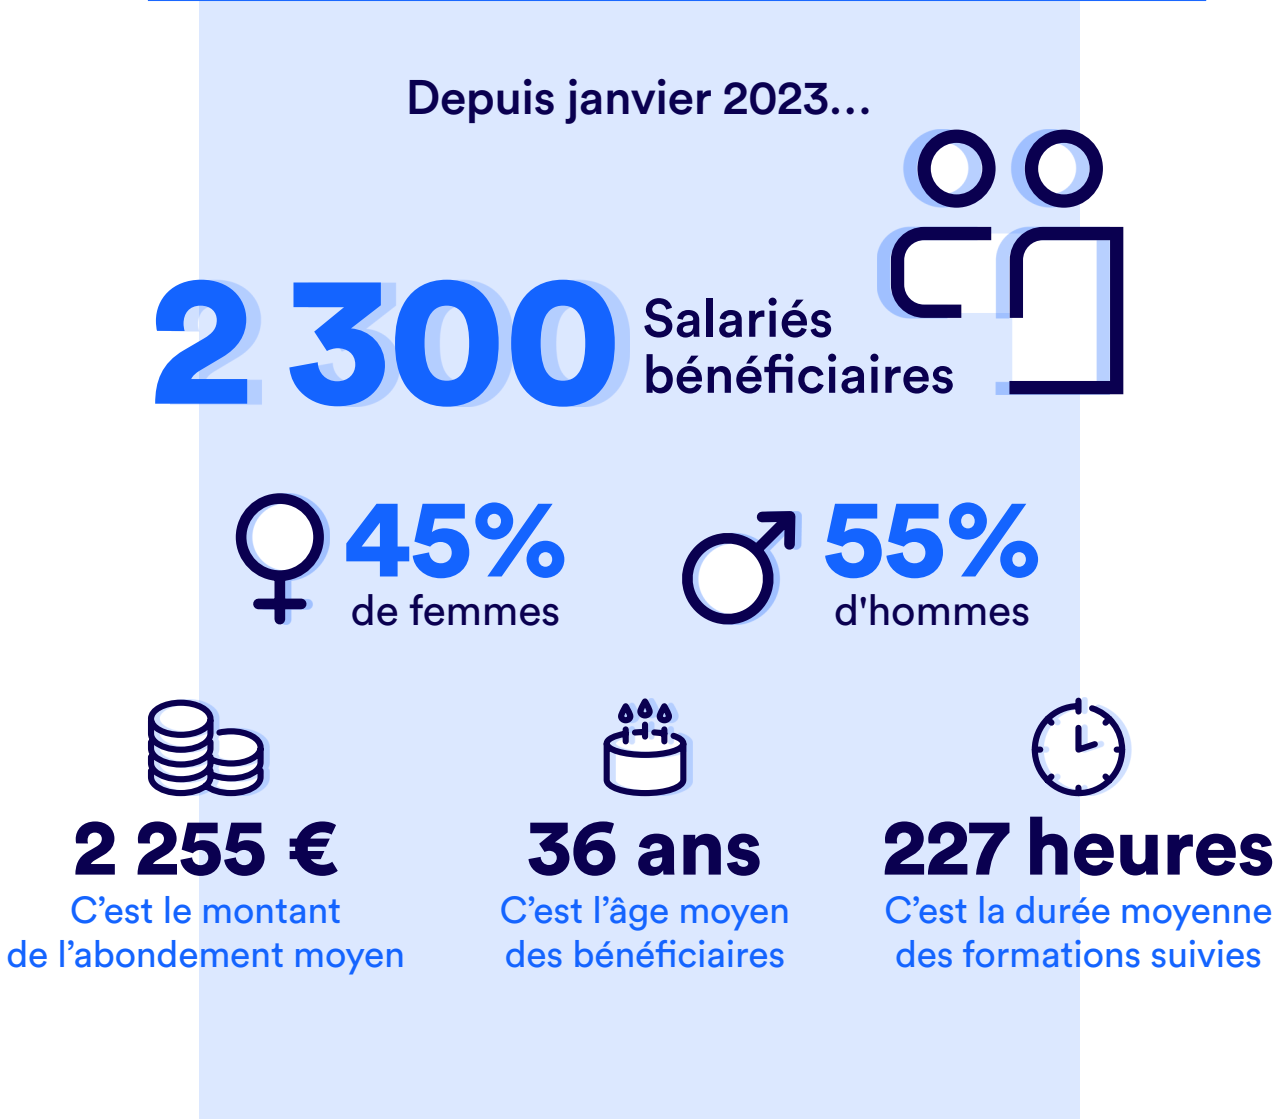 Depuis janvier 2023…
2 300
Salariés
bénéficiaires
45%
de femmes
55%
d'hommes
2 255 €
C’est le montant
de l’abondement moyen
36 ans
C’est l’âge moyen
des bénéficiaires
227 heures
C’est la durée moyenne
des formations suivies